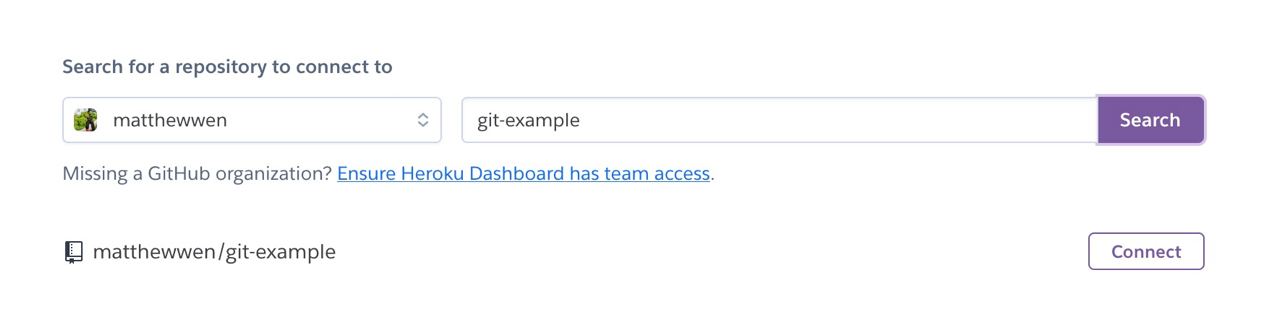 Search for a repository to connect to
matthewwen git-example Search
Missing a GitHub organization? Ensure Heroku Dashboard has team access.
matthewwen/git-example Connect